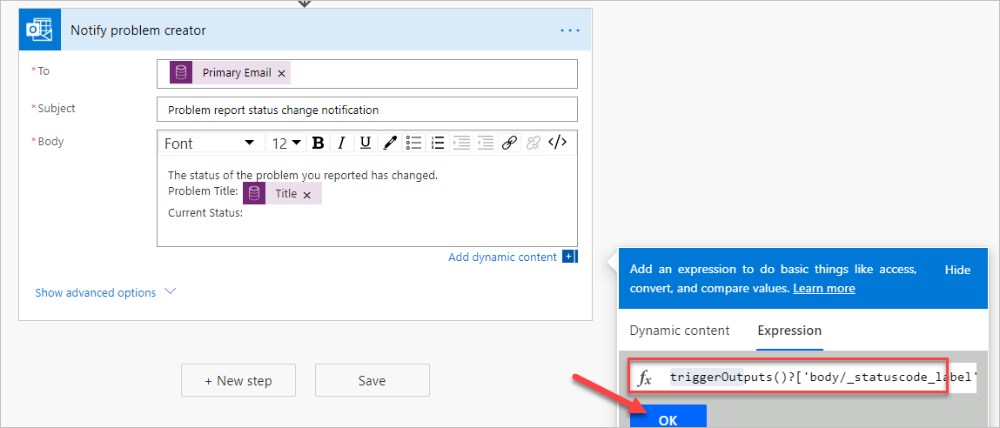 Notify problem creator
...
* To
Primary Email ×
* Subject
Problem report status change notification
* Body
Font 12 B I U </>
The status of the problem you reported has changed.
Problem Title: Title ×
Current Status:
Add dynamic content +
Show advanced options
+ New step
Save
Add an expression to do basic things like access,
convert, and compare values. Learn more
Hide
Dynamic content
Expression
fx triggerOutputs()?['body/_statuscode_label'
OK